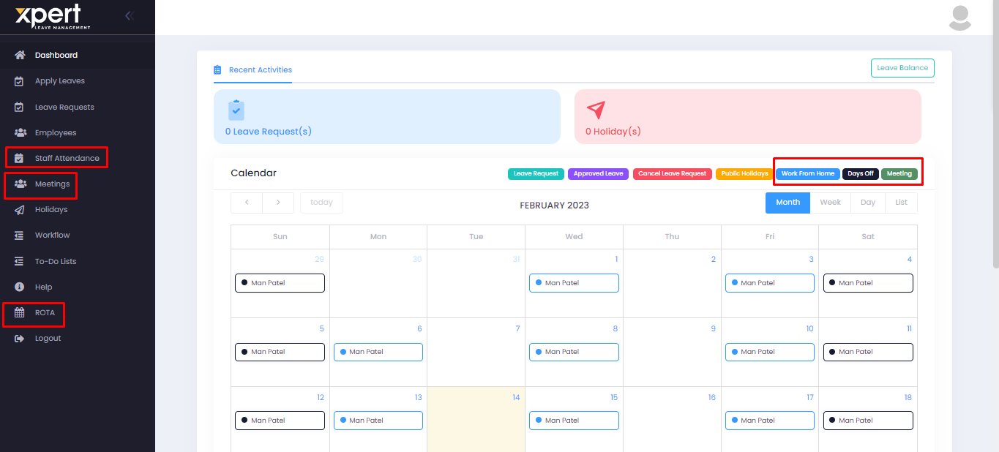 xpert
LEAVE MANAGEMENT
Dashboard
Apply Leaves
Leave Requests
Employees
Staff Attendance
Meetings
Holidays
Workflow
To-Do Lists
Help
ROTA
Logout
Recent Activities
Leave Balance
0 Leave Request(s)
0 Holiday(s)
Calendar
Leave Request Approved Leave Cancel Leave Request Public Holidays Work From Home Days Off Meeting
today
FEBRUARY 2023
Month Week Day List
Sun Mon Tue Wed Thu Fri Sat
29 30 31 1 2 3 4
Man Patel Man Patel Man Patel Man Patel
5 6 7 8 9 10 11
Man Patel Man Patel Man Patel Man Patel Man Patel
12 13 14 15 16 17 18
Man Patel Man Patel Man Patel Man Patel Man Patel